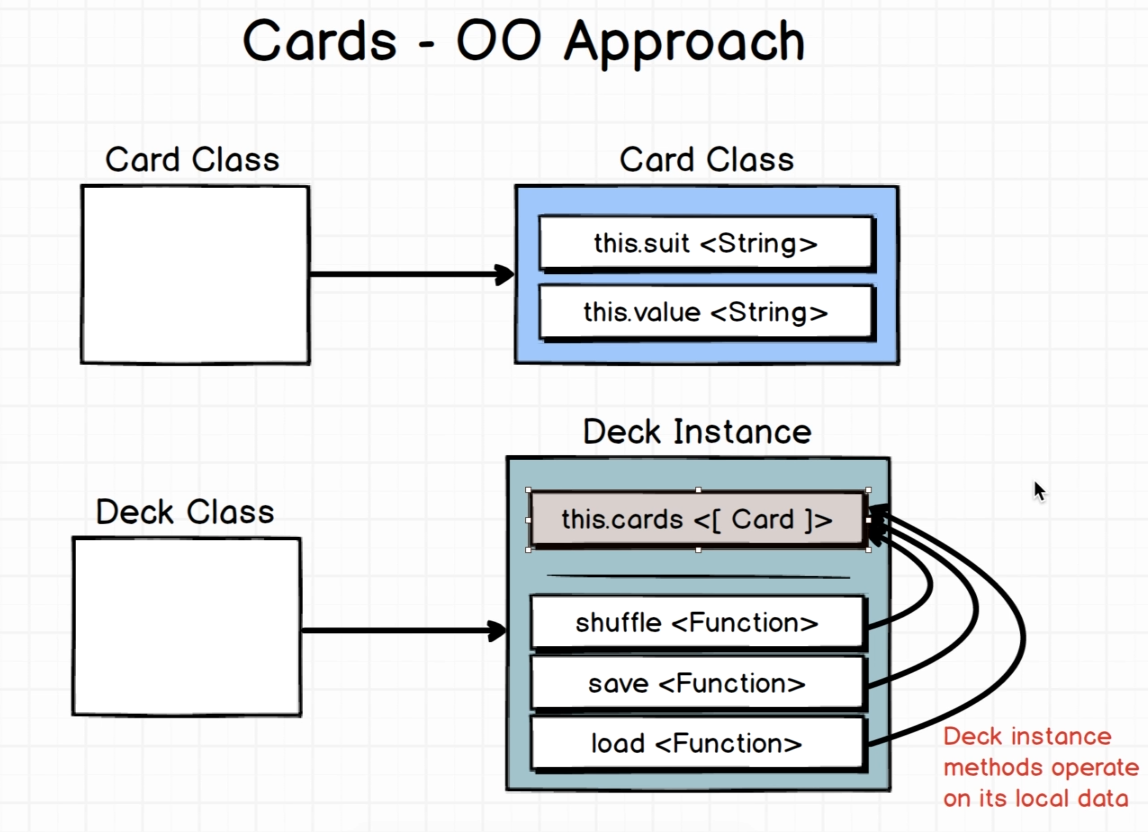 Cards - OO Approach
Card Class
Card Class
this.suit <String>
this.value <String>
Deck Instance
Deck Class
this.cards <[ Card ]>
shuffle <Function>
save <Function>
load <Function>
Deck instance
methods operate
on its local data